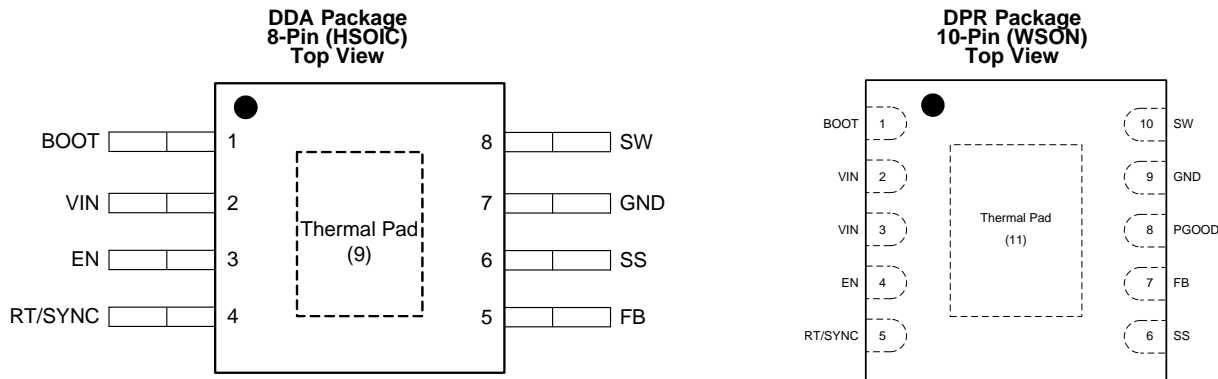 DDA Package
8-Pin (HSOIC)
Top View
BOOT 1 8 SW
VIN 2 7 GND
Thermal Pad
(9)
EN 3 6 SS
RT/SYNC 4 5 FB
DPR Package
10-Pin (WSON)
Top View
BOOT 1 10 SW
VIN 2 9 GND
VIN 3 8 PGOOD
Thermal Pad
(11)
EN 4 7 FB
RT/SYNC 5 6 SS